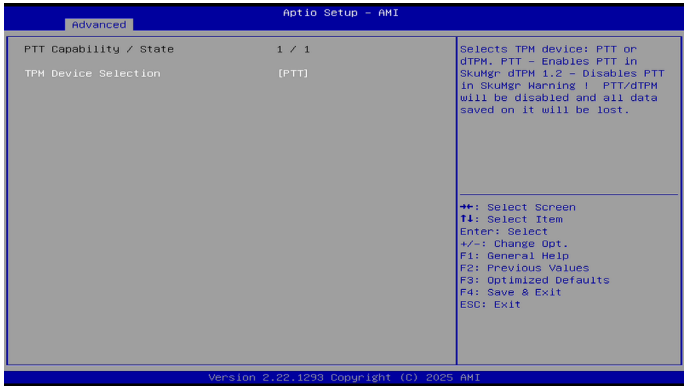 Aptio Setup – AMI
Advanced
PTT Capability / State 1 / 1
TPM Device Selection [PTT]
Selects TPM device: PTT or
dTPM. PTT – Enables PTT in
SkuMgr dTPM 1.2 – Disables PTT
in SkuMgr Warning ! PTT/dTPM
will be disabled and all data
saved on it will be lost.
→←: Select Screen
↑↓: Select Item
Enter: Select
+/–: Change Opt.
F1: General Help
F2: Previous Values
F3: Optimized Defaults
F4: Save & Exit
ESC: Exit
Version 2.22.1293 Copyright (C) 2025 AMI